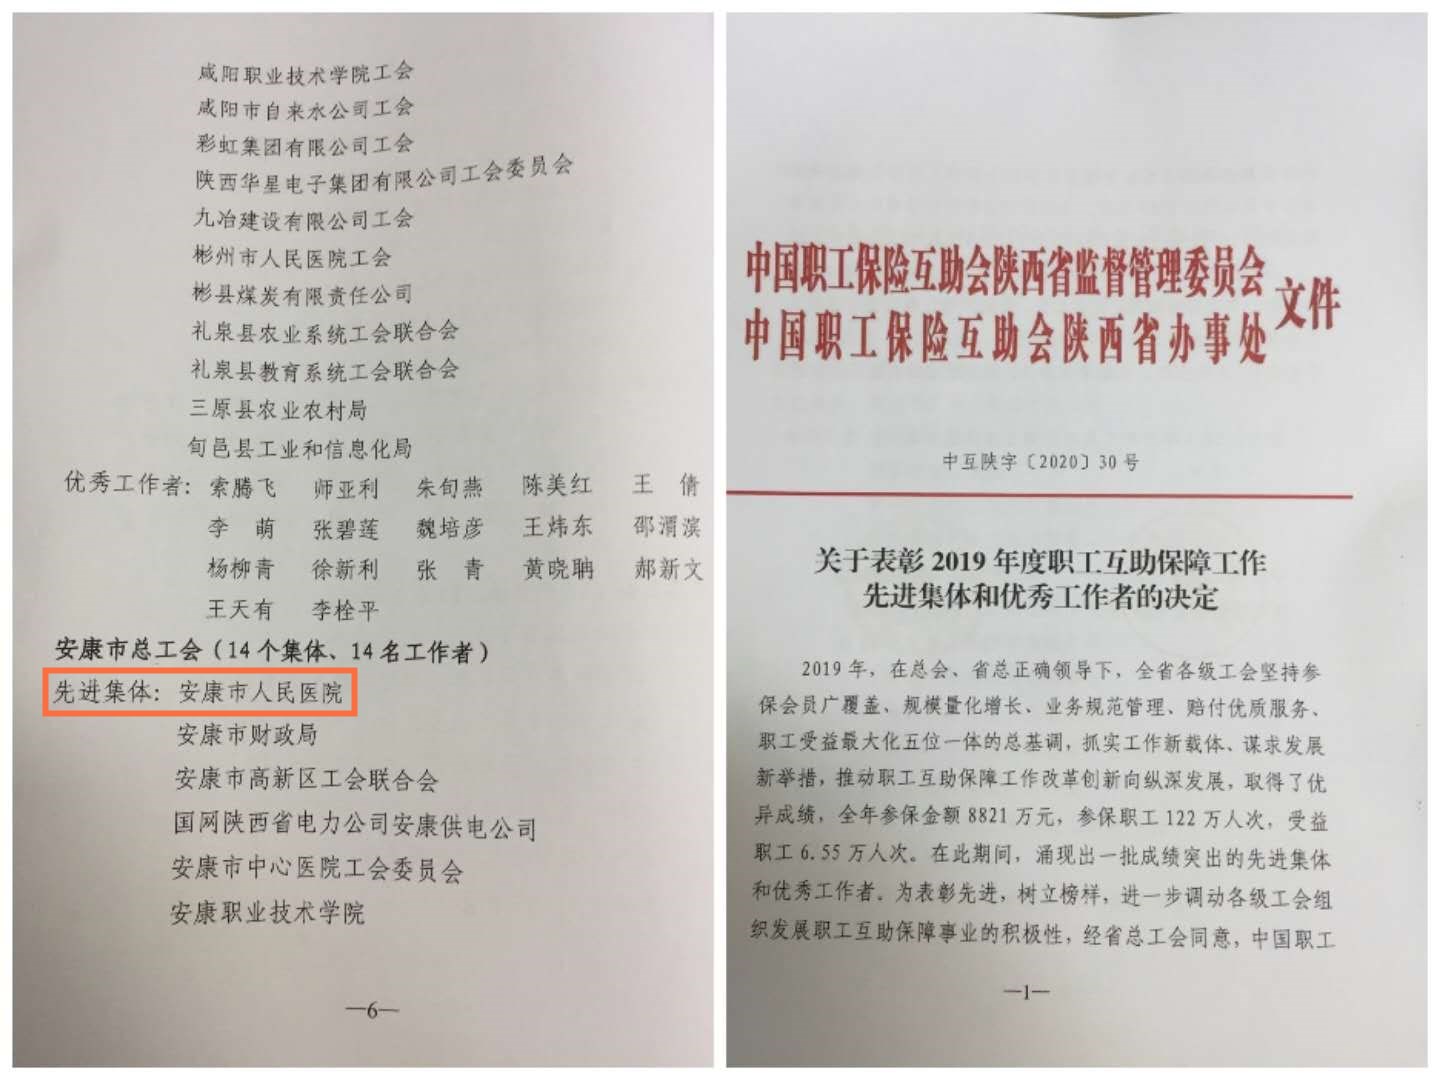 咸阳职业技术学院工会
咸阳市自来水公司工会
彩虹集团有限公司工会
陕西华星电子集团有限公司工会委员会
九冶建设有限公司工会
彬州市人民医院工会
彬县煤炭有限责任公司
礼泉县农业系统工会联合会
礼泉县教育系统工会联合会
三原县农业农村局
旬邑县工业和信息化局
优秀工作者：索腾飞 师亚利 朱旬燕 陈美红 王 倩
李 萌 张碧莲 魏培彦 王炜东 邵渭滨
杨柳青 徐新利 张 青 黄晓聃 郝新文
王天有 李栓平
安康市总工会（14个集体、14名工作者）
先进集体：安康市人民医院
安康市财政局
安康市高新区工会联合会
国网陕西省电力公司安康供电公司
安康市中心医院工会委员会
安康职业技术学院
—6—
中国职工保险互助会陕西省监督管理委员会
中国职工保险互助会陕西省办事处
文件
中互陕字〔2020〕30号
关于表彰2019年度职工互助保障工作
先进集体和优秀工作者的决定
2019年，在总会、省总正确领导下，全省各级工会坚持参
保会员广覆盖、规模量化增长、业务规范管理、赔付优质服务、
职工受益最大化五位一体的总基调，抓实工作新载体、谋求发展
新举措，推动职工互助保障工作改革创新向纵深发展，取得了优
异成绩，全年参保金额8821万元，参保职工122万人次，受益
职工6.55万人次。在此期间，涌现出一批成绩突出的先进集体
和优秀工作者。为表彰先进，树立榜样，进一步调动各级工会组
织发展职工互助保障事业的积极性，经省总工会同意，中国职工
—1—